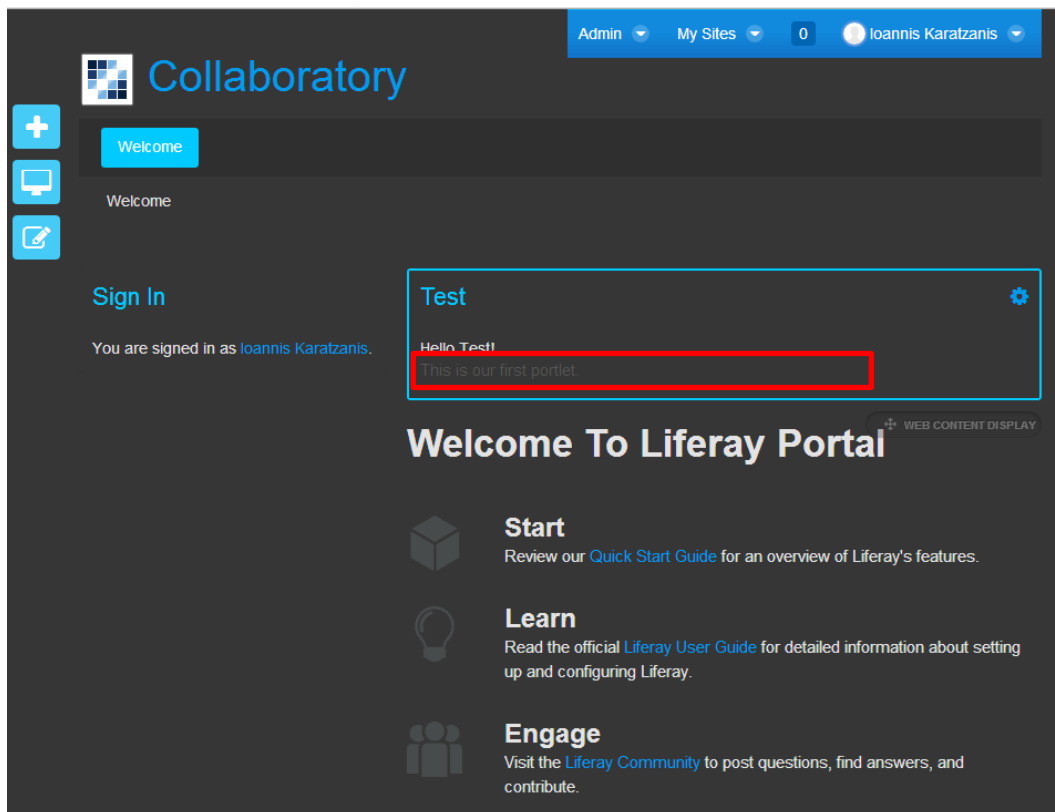 Admin My Sites 0 Ioannis Karatzanis
Collaboratory
Welcome
Welcome
Sign In
You are signed in as Ioannis Karatzanis.
Test
Hello Test!
This is our first portlet.
WEB CONTENT DISPLAY
Welcome To Liferay Portal
Start
Review our Quick Start Guide for an overview of Liferay's features.
Learn
Read the official Liferay User Guide for detailed information about setting
up and configuring Liferay.
Engage
Visit the Liferay Community to post questions, find answers, and
contribute.